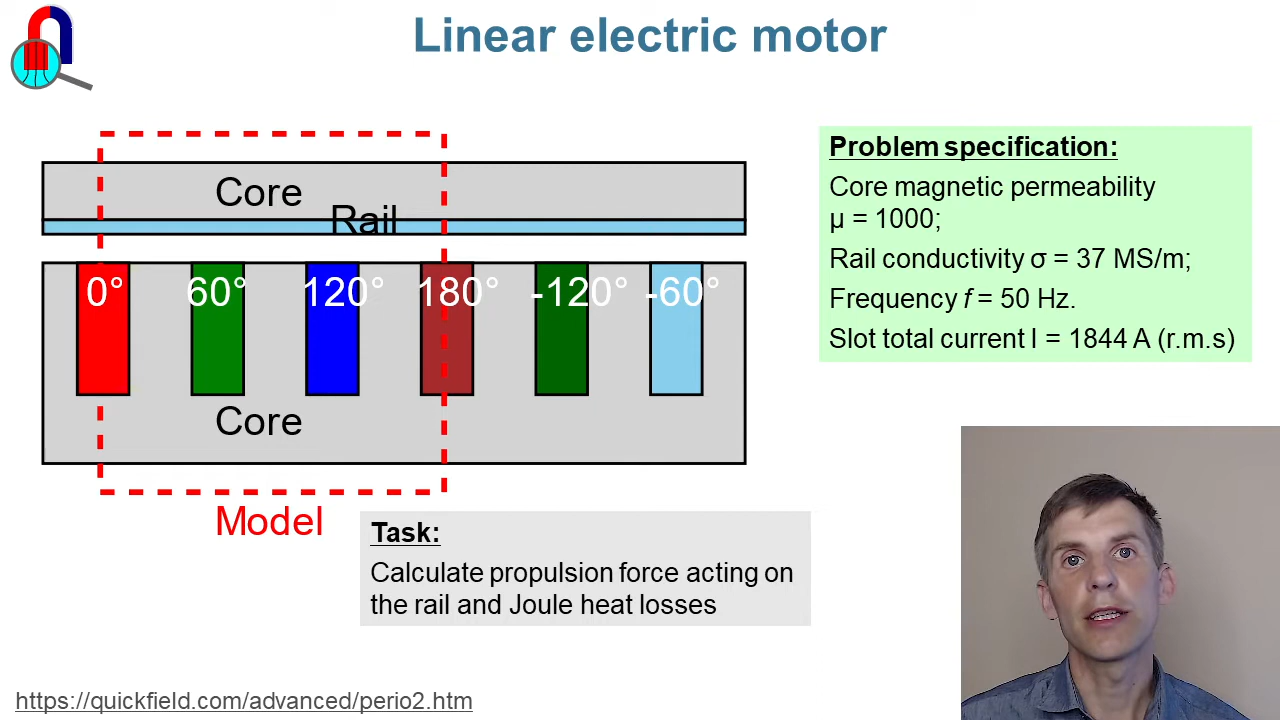 Linear electric motor
Core
Rail
0°
60°
120°
180°
-120°
-60°
Core
Model
Problem specification:
Core magnetic permeability
µ = 1000;
Rail conductivity σ = 37 MS/m;
Frequency f = 50 Hz.
Slot total current I = 1844 A (r.m.s)
Task:
Calculate propulsion force acting on
the rail and Joule heat losses
https://quickfield.com/advanced/perio2.htm